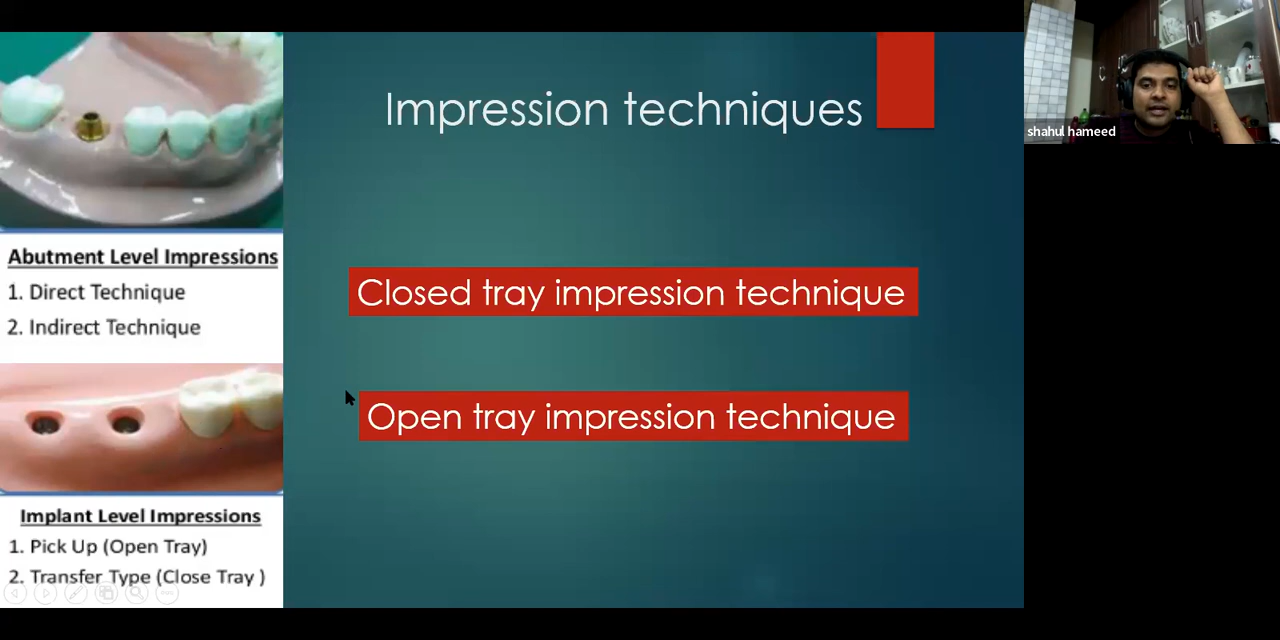 Impression techniques
Closed tray impression technique
Open tray impression technique
Abutment Level Impressions
1. Direct Technique
2. Indirect Technique
Implant Level Impressions
1. Pick Up (Open Tray)
2. Transfer Type (Close Tray )
shahul hameed